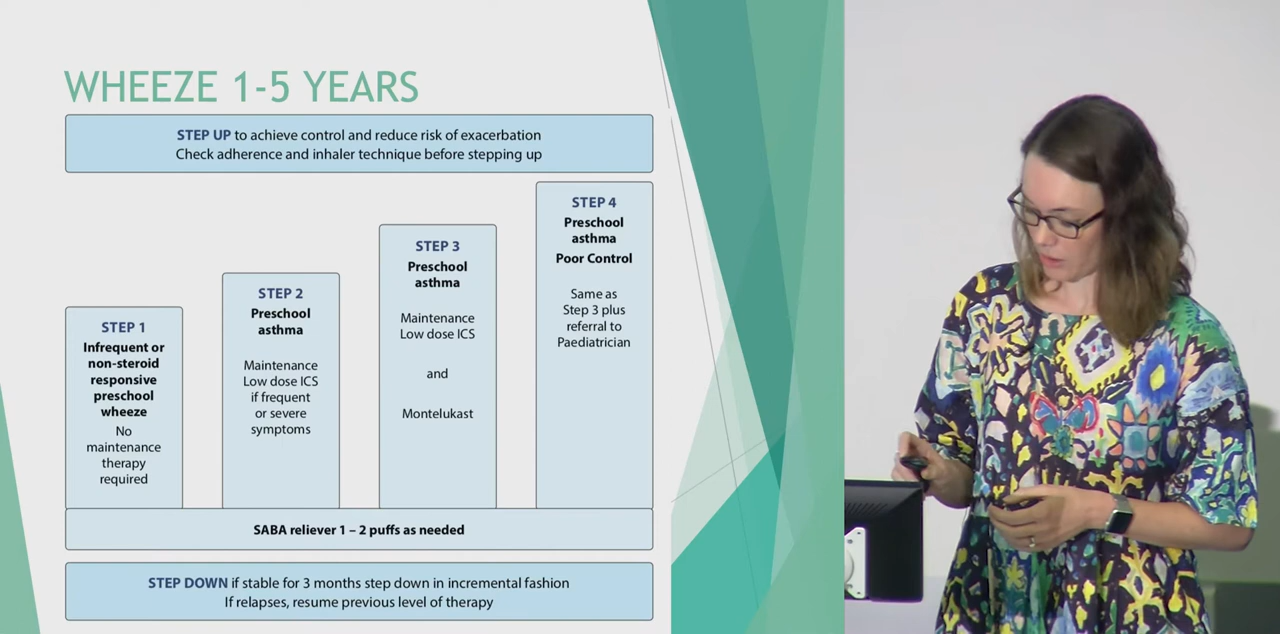 WHEEZE 1-5 YEARS
STEP UP to achieve control and reduce risk of exacerbation
Check adherence and inhaler technique before stepping up
STEP 1
Infrequent or
non-steroid
responsive
preschool
wheeze
No
maintenance
therapy
required
STEP 2
Preschool
asthma
Maintenance
Low dose ICS
if frequent
or severe
symptoms
STEP 3
Preschool
asthma
Maintenance
Low dose ICS
and
Montelukast
STEP 4
Preschool
asthma
Poor Control
Same as
Step 3 plus
referral to
Paediatrician
SABA reliever 1 – 2 puffs as needed
STEP DOWN if stable for 3 months step down in incremental fashion
If relapses, resume previous level of therapy